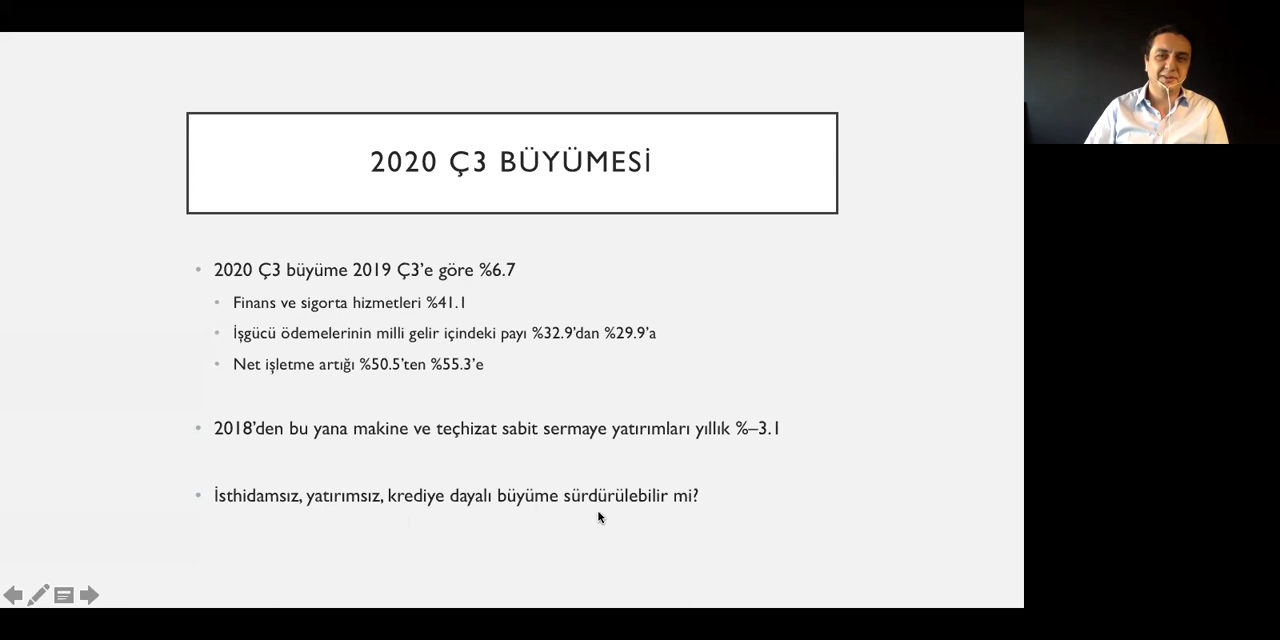 2020 Ç3 BÜYÜMESİ
2020 Ç3 büyüme 2019 Ç3’e göre %6.7
Finans ve sigorta hizmetleri %41.1
İşgücü ödemelerinin milli gelir içindeki payı %32.9’dan %29.9’a
Net işletme artığı %50.5’ten %55.3’e
2018’den bu yana makine ve teçhizat sabit sermaye yatırımları yıllık %–3.1
İsthidamsız, yatırımsız, krediye dayalı büyüme sürdürülebilir mi?